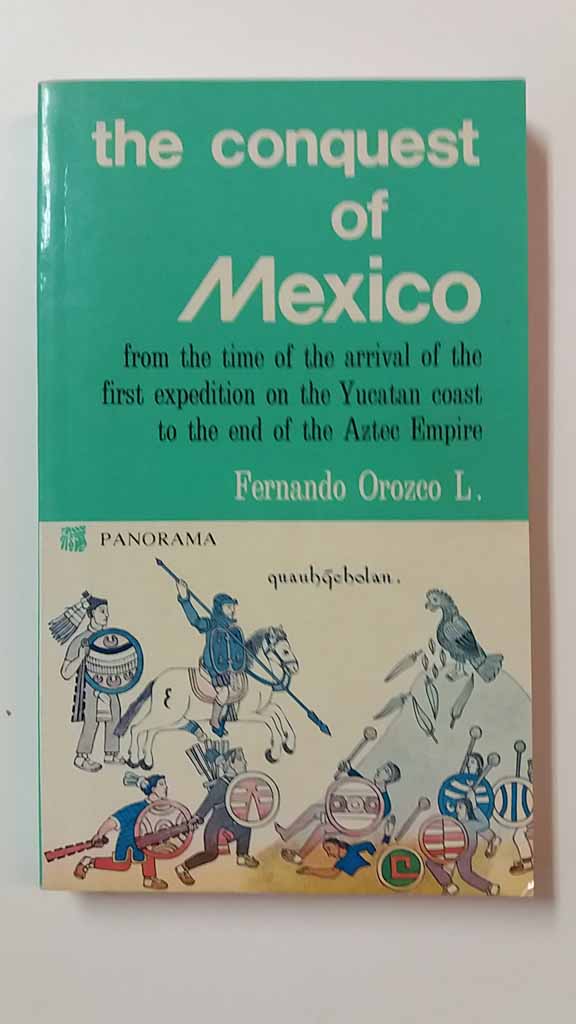 the conquest
of
Mexico
from the time of the arrival of the
first expedition on the Yucatan coast
to the end of the Aztec Empire
Fernando Orozco L.
PANORAMA
quauhq̄cholan.